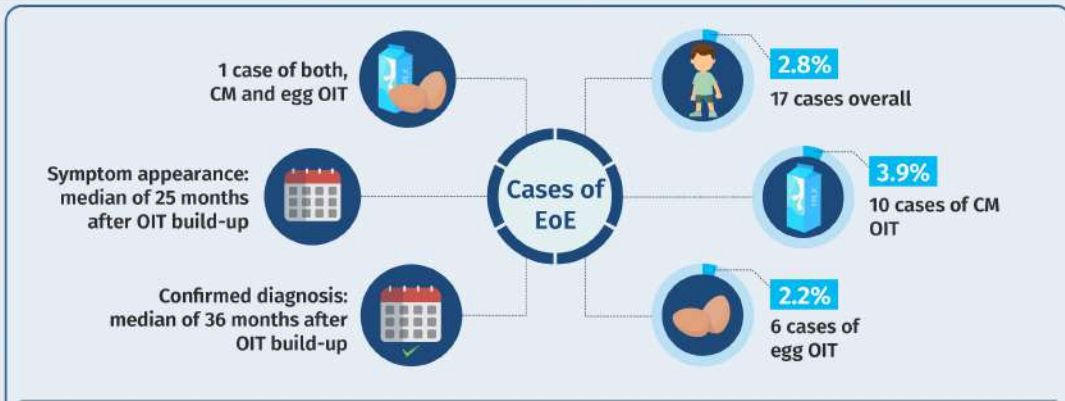 1 case of both,
CM and egg OIT
Symptom appearance:
median of 25 months
after OIT build-up
Confirmed diagnosis:
median of 36 months after
OIT build-up
Cases of
EoE
2.8%
17 cases overall
3.9%
10 cases of CM
OIT
2.2%
6 cases of
egg OIT